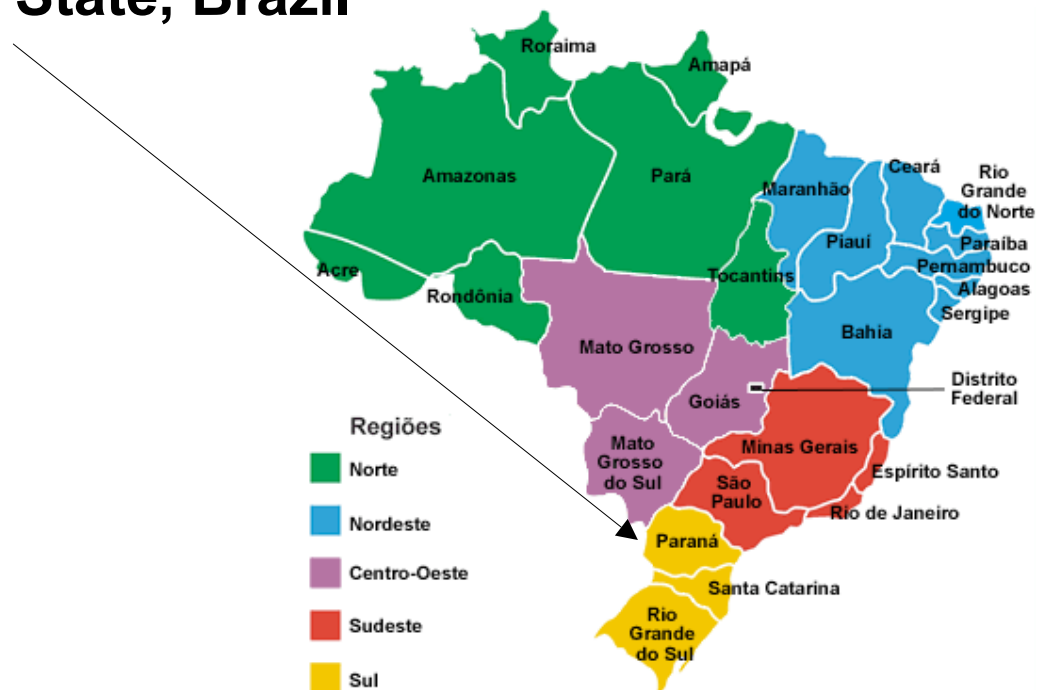 State, Brazil
Roraima
Amapá
Amazonas
Pará
Maranhão
Ceará
Rio
Grande
do Norte
Piauí
Paraíba
Pernambuco
Alagoas
Sergipe
Acre
Rondônia
Tocantins
Bahia
Mato Grosso
Goiás
Distrito
Federal
Mato
Grosso
do Sul
Minas Gerais
Espírito Santo
São
Paulo
Rio de Janeiro
Paraná
Santa Catarina
Rio
Grande
do Sul
Regiões
Norte
Nordeste
Centro-Oeste
Sudeste
Sul